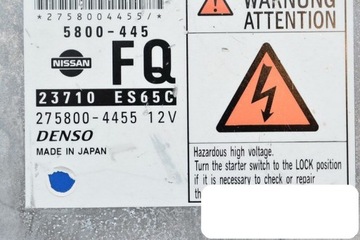 *2758004455/*
WARNUNG
ATTENTION
5800-445
NISSAN
FQ
23710 ES65C
275800-4455 12V
DENSO
MADE IN JAPAN
Hazardous high voltage.
Turn the starter switch to the LOCK position
if it is necessary to check or repair